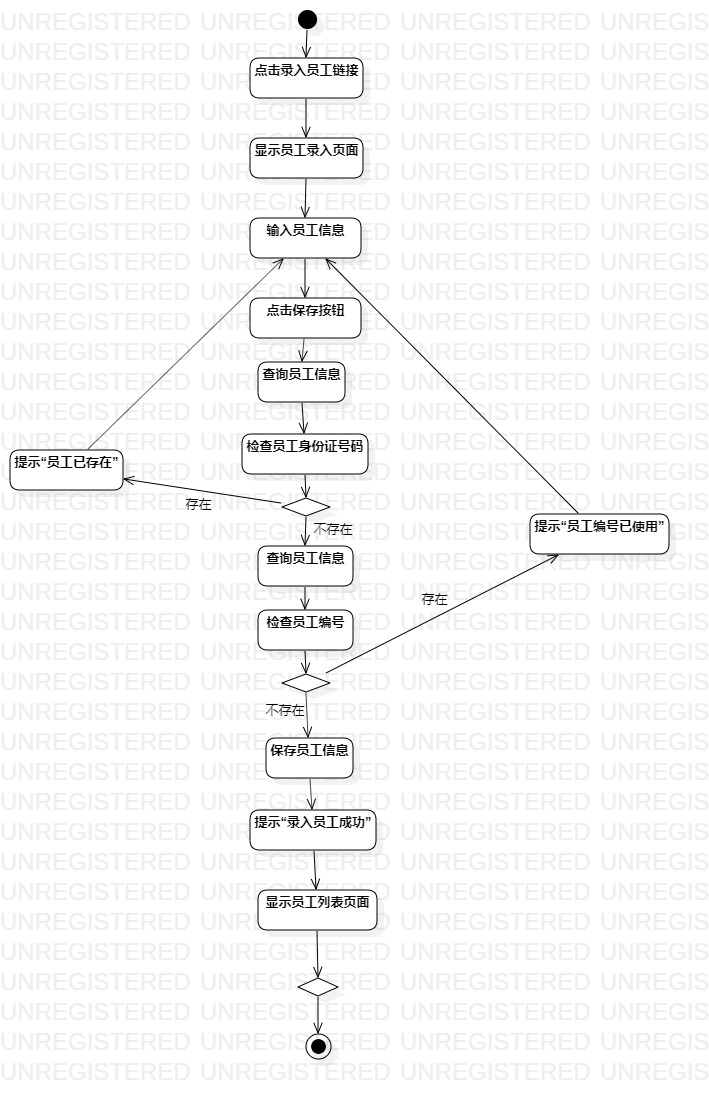 点击录入员工链接
显示员工录入页面
输入员工信息
点击保存按钮
查询员工信息
检查员工身份证号码
提示“员工已存在”
存在
不存在
提示“员工编号已使用”
查询员工信息
存在
检查员工编号
不存在
保存员工信息
提示“录入员工成功”
显示员工列表页面